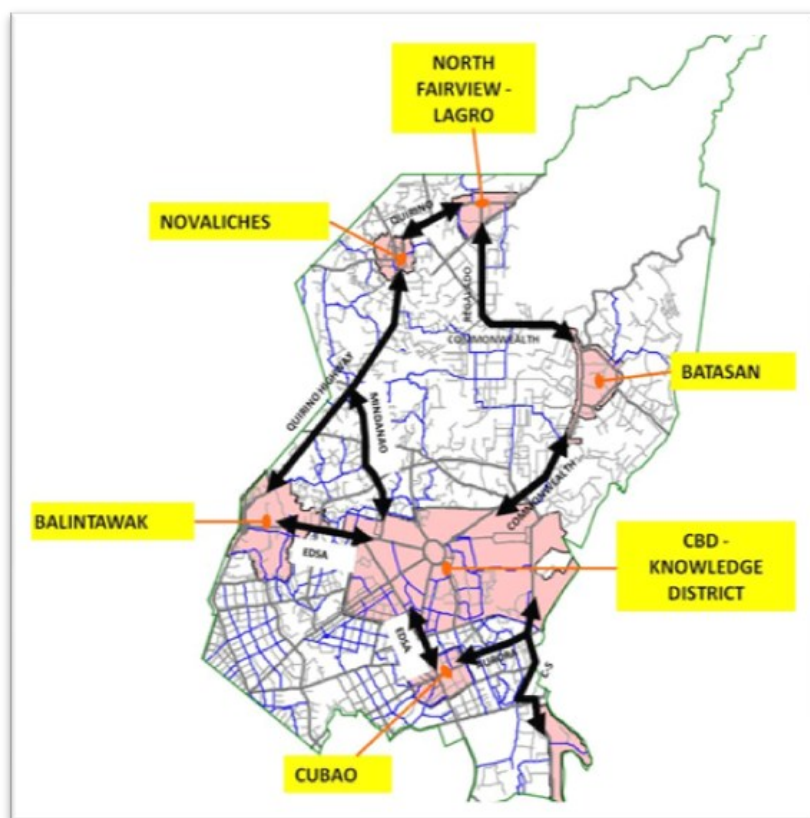 NORTH
FAIRVIEW -
LAGRO
NOVALICHES
QUIRINO
REGALADO
COMMONWEALTH
BATASAN
QUIRINO HIGHWAY
MINDANAO
COMMONWEALTH
BALINTAWAK
EDSA
CBD -
KNOWLEDGE
DISTRICT
EDSA
AURORA
C-5
CUBAO